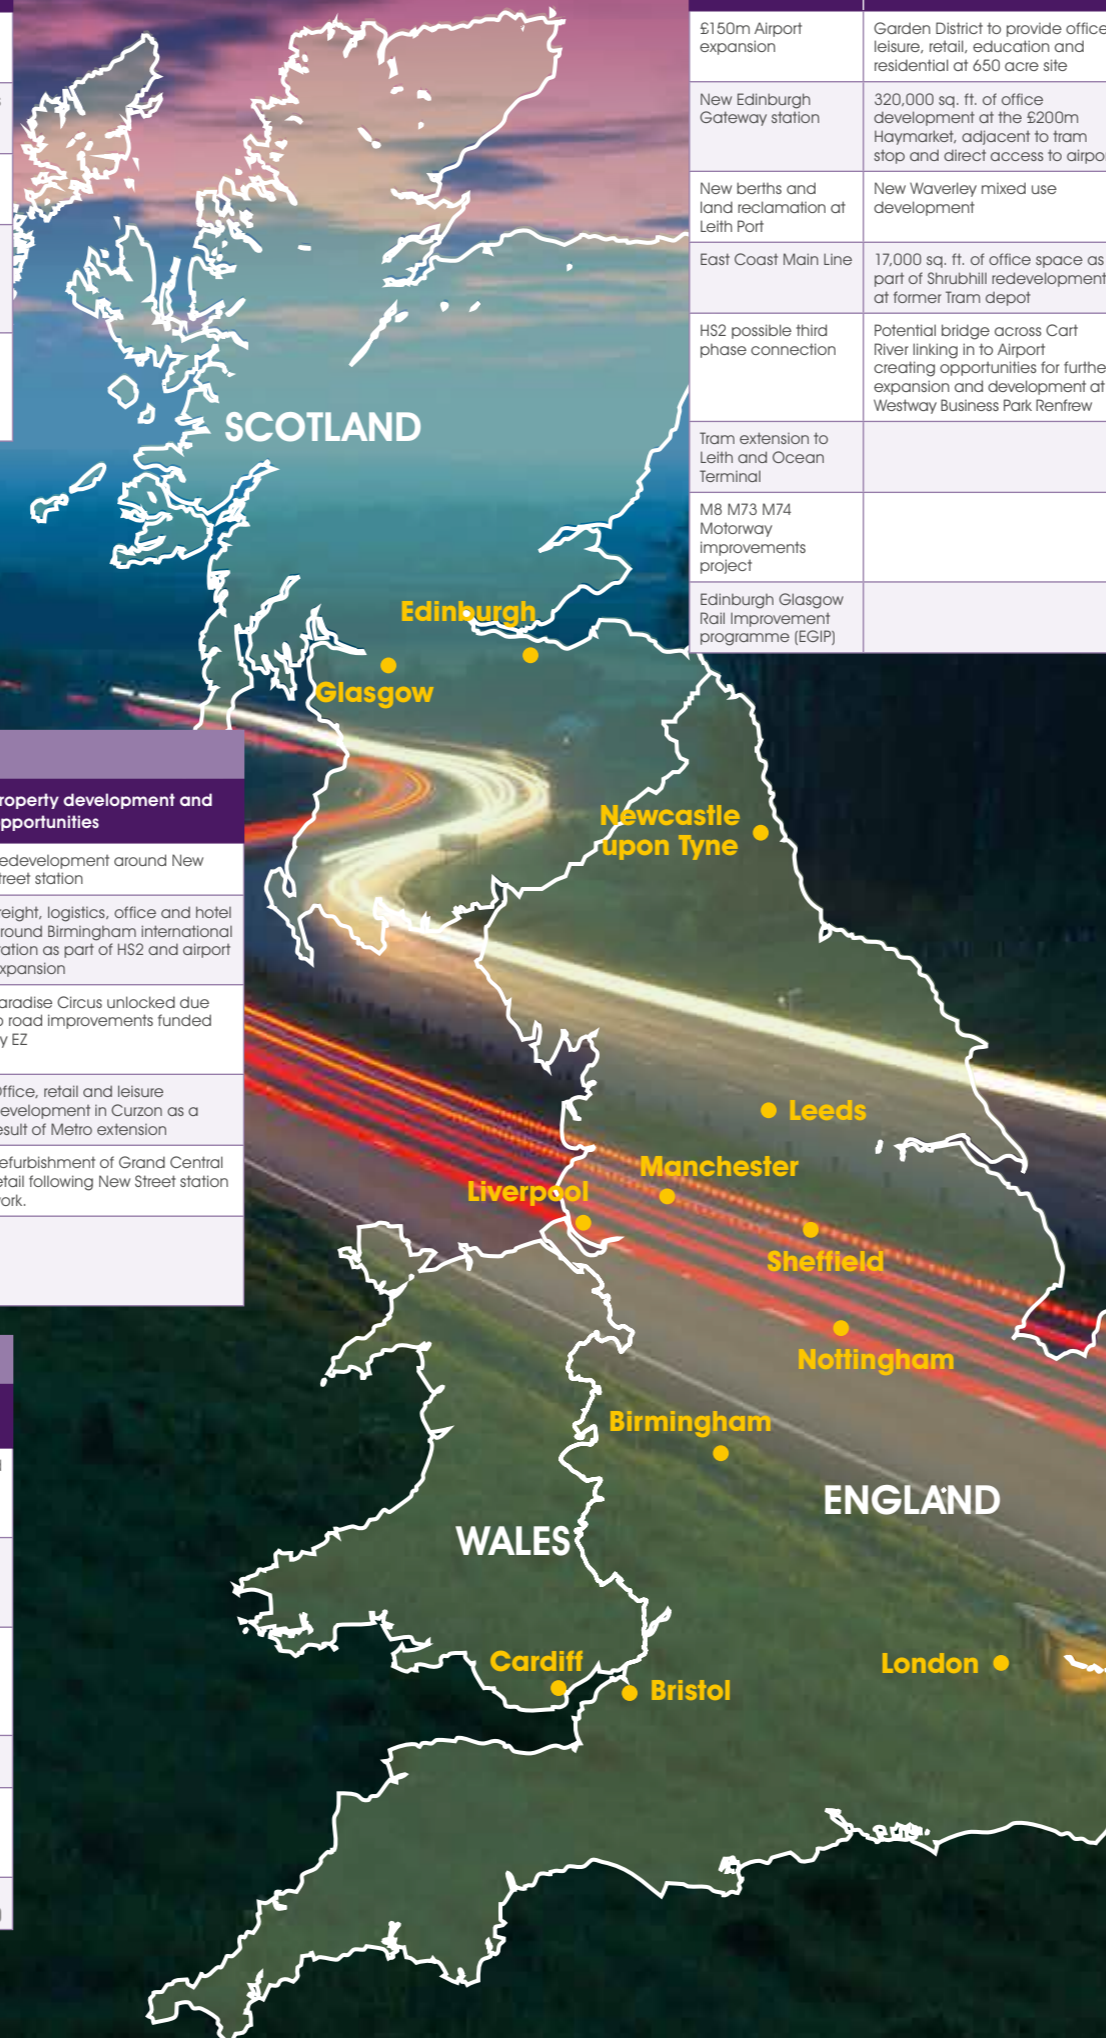 £150m Airport
expansion
Garden District to provide office
leisure, retail, education and
residential at 650 acre site
New Edinburgh
Gateway station
320,000 sq. ft. of office
development at the £200m
Haymarket, adjacent to tram
stop and direct access to airpor
New berths and
land reclamation at
Leith Port
New Waverley mixed use
development
East Coast Main Line
17,000 sq. ft. of office space as
part of Shrubhill redevelopment
at former Tram depot
HS2 possible third
phase connection
Potential bridge across Cart
River linking in to Airport
creating opportunities for furthe
expansion and development at
Westway Business Park Renfrew
Tram extension to
Leith and Ocean
Terminal
M8 M73 M74
Motorway
improvements
project
Edinburgh Glasgow
Rail Improvement
programme (EGIP)
SCOTLAND
Edinburgh
Glasgow
Newcastle
upon Tyne
roperty development and
pportunities
edevelopment around New
treet station
reight, logistics, office and hotel
round Birmingham international
tation as part of HS2 and airport
xpansion
aradise Circus unlocked due
o road improvements funded
y EZ
ffice, retail and leisure
evelopment in Curzon as a
esult of Metro extension
efurbishment of Grand Central
etail following New Street station
ork.
Leeds
Manchester
Liverpool
Sheffield
Nottingham
Birmingham
ENGLAND
WALES
Cardiff
Bristol
London